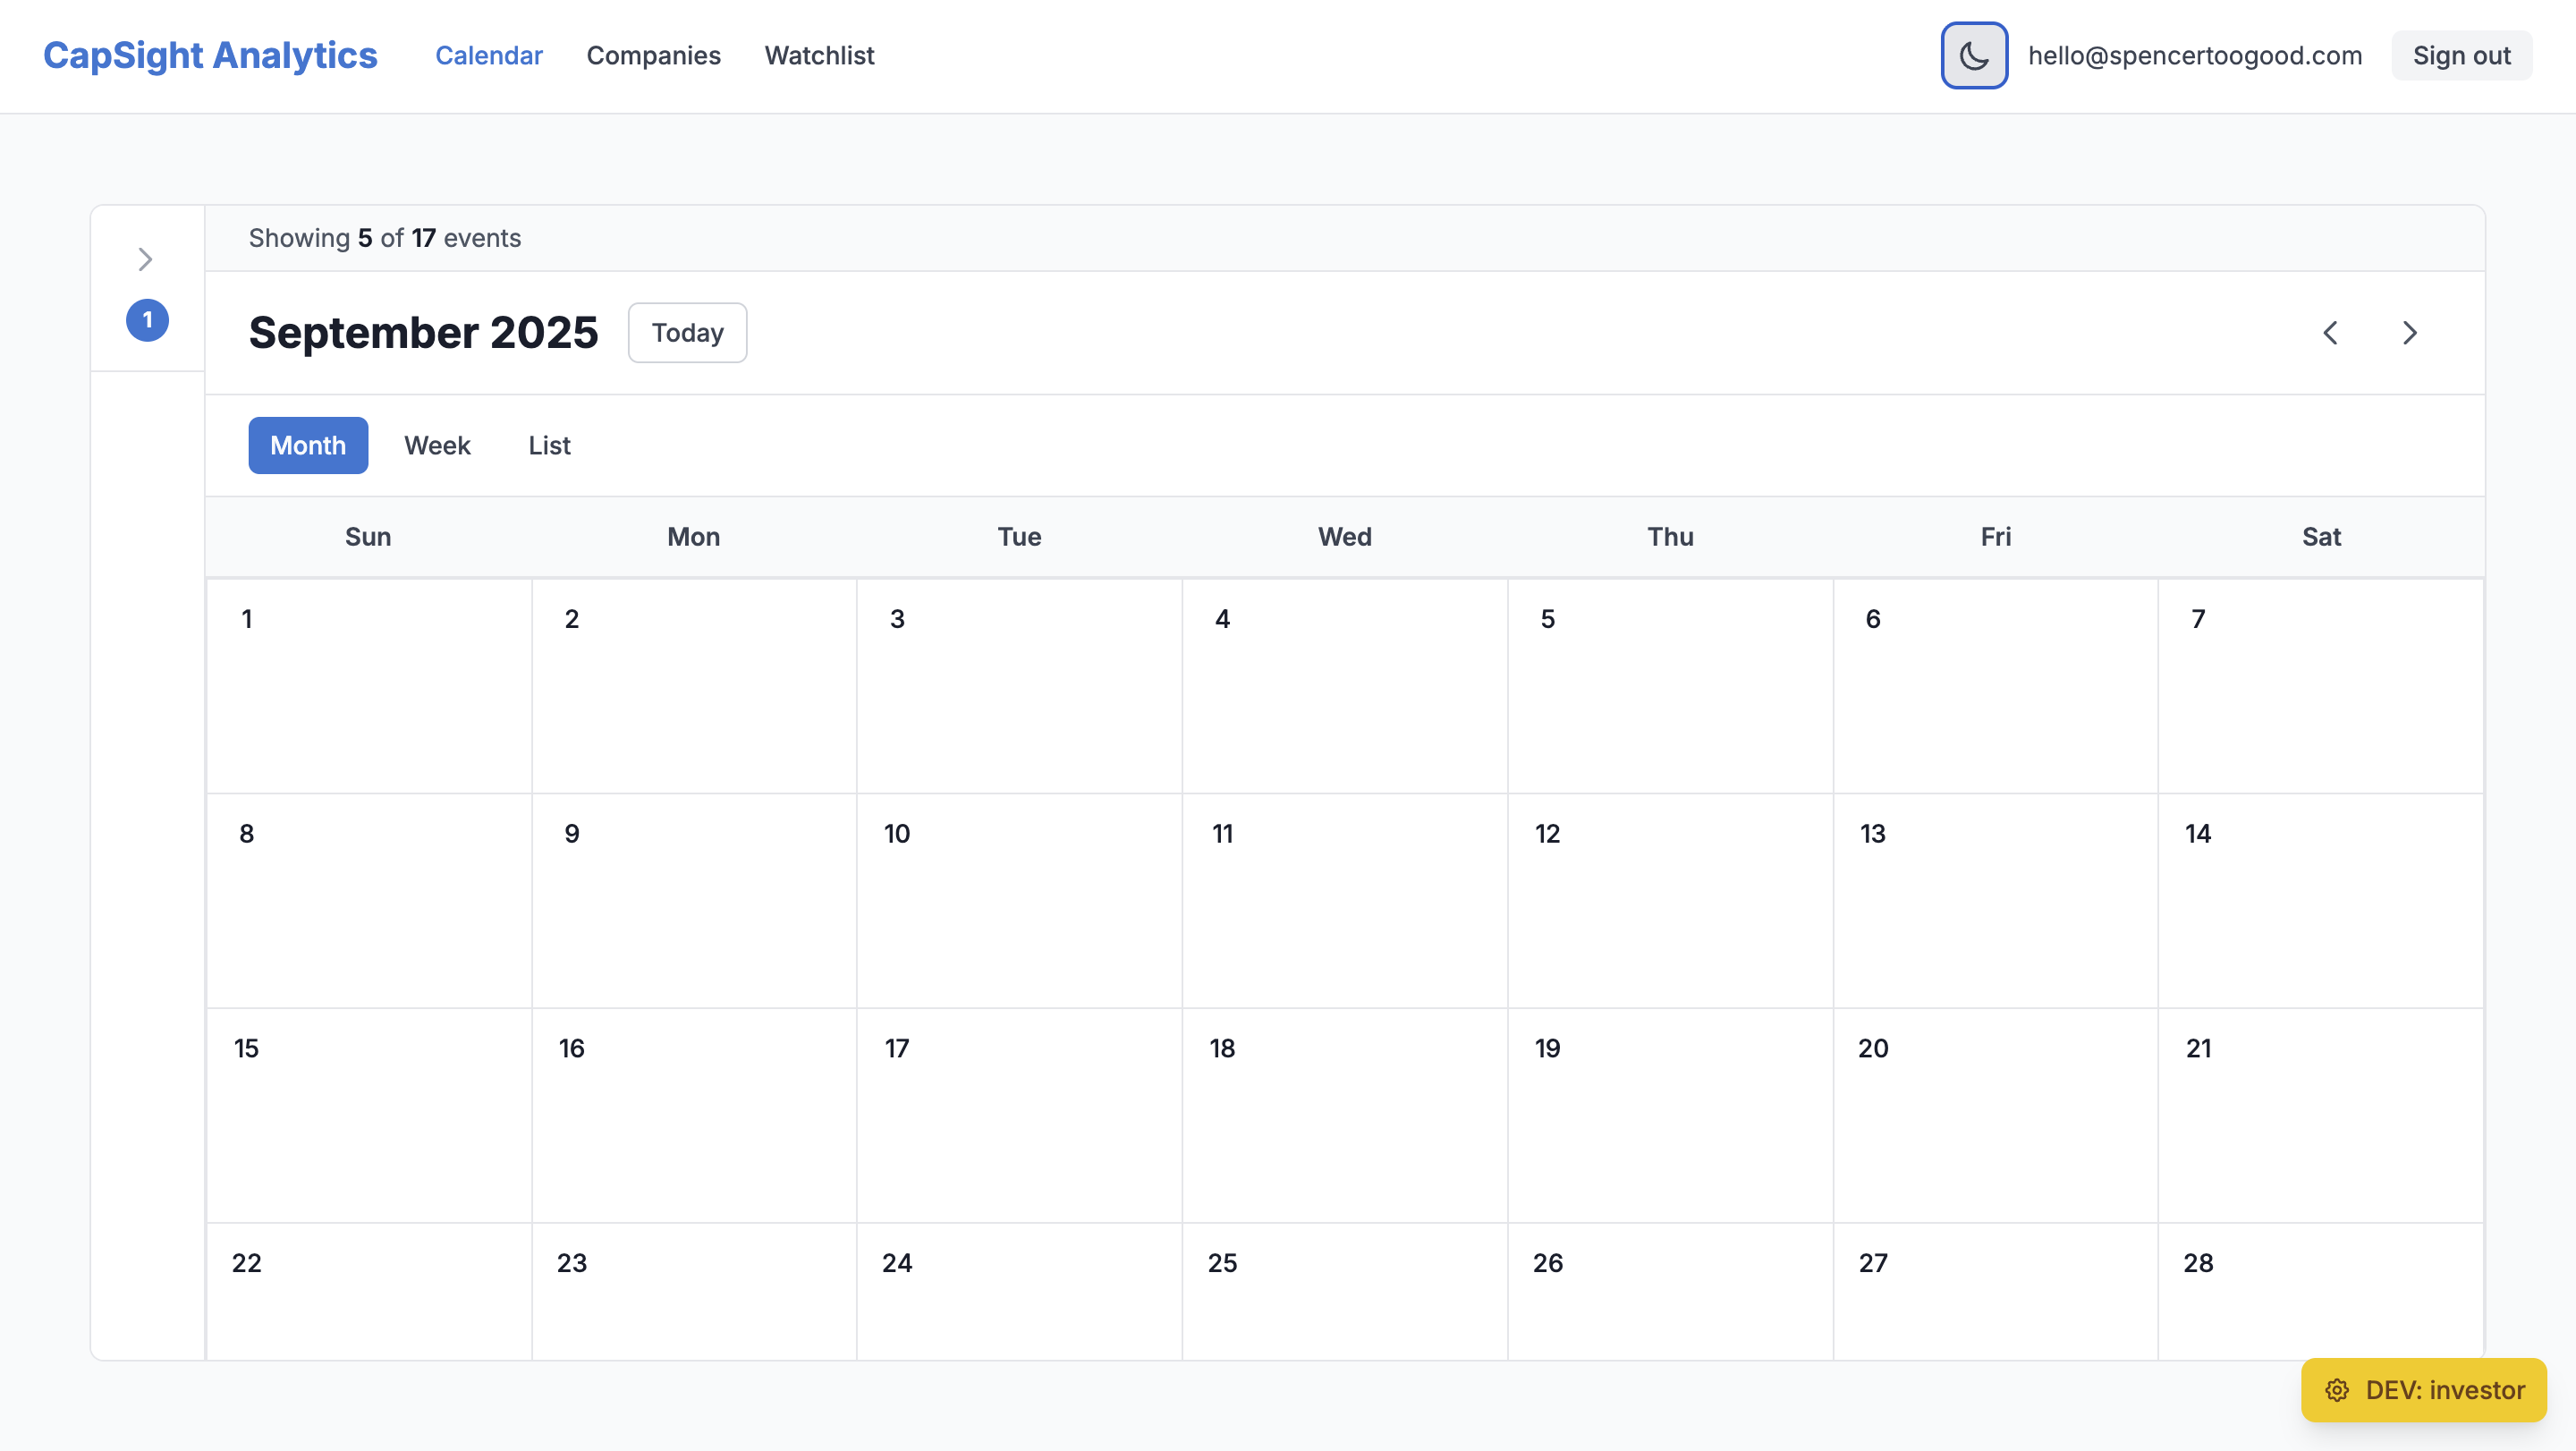 CapSight Analytics Calendar Companies Watchlist hello@spencertoogood.com Sign out
Showing 5 of 17 events
1
September 2025 Today
Month Week List
Sun Mon Tue Wed Thu Fri Sat
1 2 3 4 5 6 7
8 9 10 11 12 13 14
15 16 17 18 19 20 21
22 23 24 25 26 27 28
DEV: investor